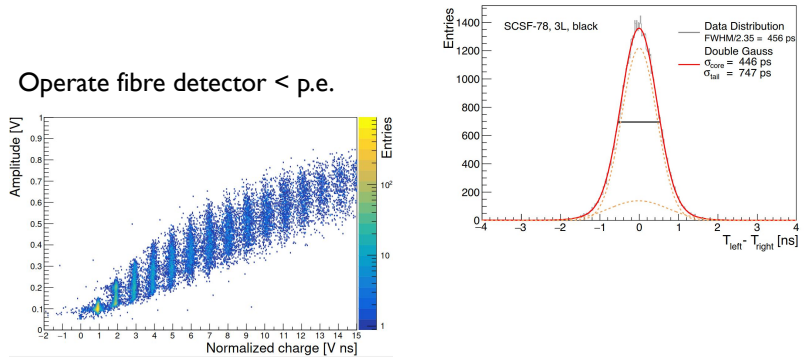 Operate fibre detector < p.e.
Amplitude [V]
1
0.9
0.8
0.7
0.6
0.5
0.4
0.3
0.2
0.1
0
−2 −1 0 1 2 3 4 5 6 7 8 9 10 11 12 13 14 15
Normalized charge [V ns]
Entries
10²
10
1
Entries
1400
1200
1000
800
600
400
200
0
SCSF-78, 3L, black
Data Distribution
FWHM/2.35 = 456 ps
Double Gauss
σcore = 446 ps
σtail = 747 ps
−4 −3 −2 −1 0 1 2 3 4
Tleft- Tright [ns]